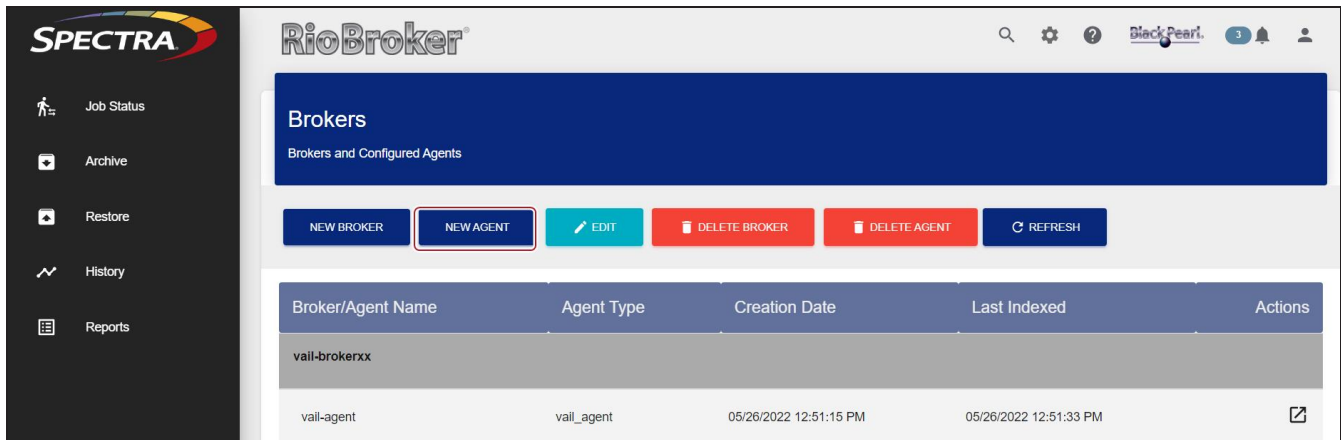 SPECTRA
RioBroker®
BlackPearl.
3
Job Status
Archive
Restore
History
Reports
Brokers
Brokers and Configured Agents
NEW BROKER
NEW AGENT
EDIT
DELETE BROKER
DELETE AGENT
REFRESH
Broker/Agent Name Agent Type Creation Date Last Indexed Actions
vail-brokerxx
vail-agent vail_agent 05/26/2022 12:51:15 PM 05/26/2022 12:51:33 PM